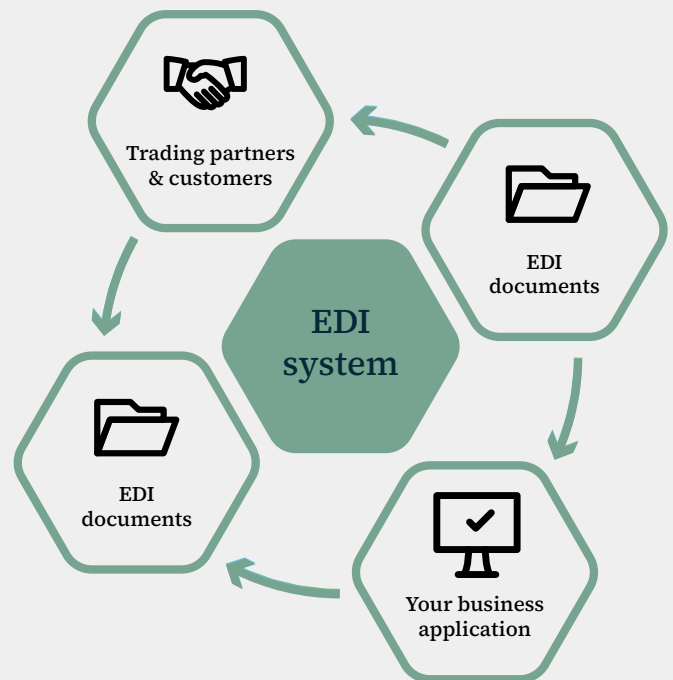 Trading partners
& customers
EDI
documents
EDI
system
EDI
documents
Your business
application